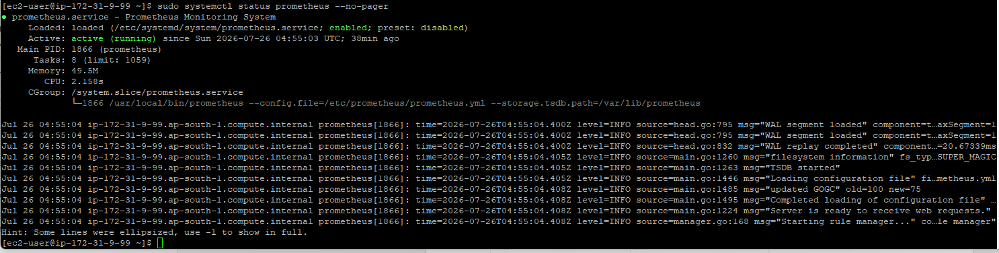 [ec2-user@ip-172-31-9-99 ~]$ sudo systemctl status prometheus --no-pager
● prometheus.service - Prometheus Monitoring System
     Loaded: loaded (/etc/systemd/system/prometheus.service; enabled; preset: disabled)
     Active: active (running) since Sun 2026-07-26 04:55:03 UTC; 38min ago
   Main PID: 1866 (prometheus)
      Tasks: 8 (limit: 1059)
     Memory: 49.5M
        CPU: 2.158s
     CGroup: /system.slice/prometheus.service
             └─1866 /usr/local/bin/prometheus --config.file=/etc/prometheus/prometheus.yml --storage.tsdb.path=/var/lib/prometheus

Jul 26 04:55:04 ip-172-31-9-99.ap-south-1.compute.internal prometheus[1866]: time=2026-07-26T04:55:04.400Z level=INFO source=head.go:795 msg="WAL segment loaded" component=t…axSegment=1
Jul 26 04:55:04 ip-172-31-9-99.ap-south-1.compute.internal prometheus[1866]: time=2026-07-26T04:55:04.400Z level=INFO source=head.go:795 msg="WAL segment loaded" component=t…axSegment=1
Jul 26 04:55:04 ip-172-31-9-99.ap-south-1.compute.internal prometheus[1866]: time=2026-07-26T04:55:04.400Z level=INFO source=head.go:832 msg="WAL replay completed" component…=20.67339ms
Jul 26 04:55:04 ip-172-31-9-99.ap-south-1.compute.internal prometheus[1866]: time=2026-07-26T04:55:04.405Z level=INFO source=main.go:1260 msg="filesystem information" fs_typ…SUPER_MAGIC
Jul 26 04:55:04 ip-172-31-9-99.ap-south-1.compute.internal prometheus[1866]: time=2026-07-26T04:55:04.405Z level=INFO source=main.go:1263 msg="TSDB started"
Jul 26 04:55:04 ip-172-31-9-99.ap-south-1.compute.internal prometheus[1866]: time=2026-07-26T04:55:04.405Z level=INFO source=main.go:1446 msg="Loading configuration file" fi…metheus.yml
Jul 26 04:55:04 ip-172-31-9-99.ap-south-1.compute.internal prometheus[1866]: time=2026-07-26T04:55:04.408Z level=INFO source=main.go:1485 msg="updated GOGC" old=100 new=75
Jul 26 04:55:04 ip-172-31-9-99.ap-south-1.compute.internal prometheus[1866]: time=2026-07-26T04:55:04.408Z level=INFO source=main.go:1495 msg="Completed loading of configuration file" …
Jul 26 04:55:04 ip-172-31-9-99.ap-south-1.compute.internal prometheus[1866]: time=2026-07-26T04:55:04.408Z level=INFO source=main.go:1224 msg="Server is ready to receive web requests."
Jul 26 04:55:04 ip-172-31-9-99.ap-south-1.compute.internal prometheus[1866]: time=2026-07-26T04:55:04.408Z level=INFO source=manager.go:168 msg="Starting rule manager..." co…le manager"
Hint: Some lines were ellipsized, use -l to show in full.
[ec2-user@ip-172-31-9-99 ~]$